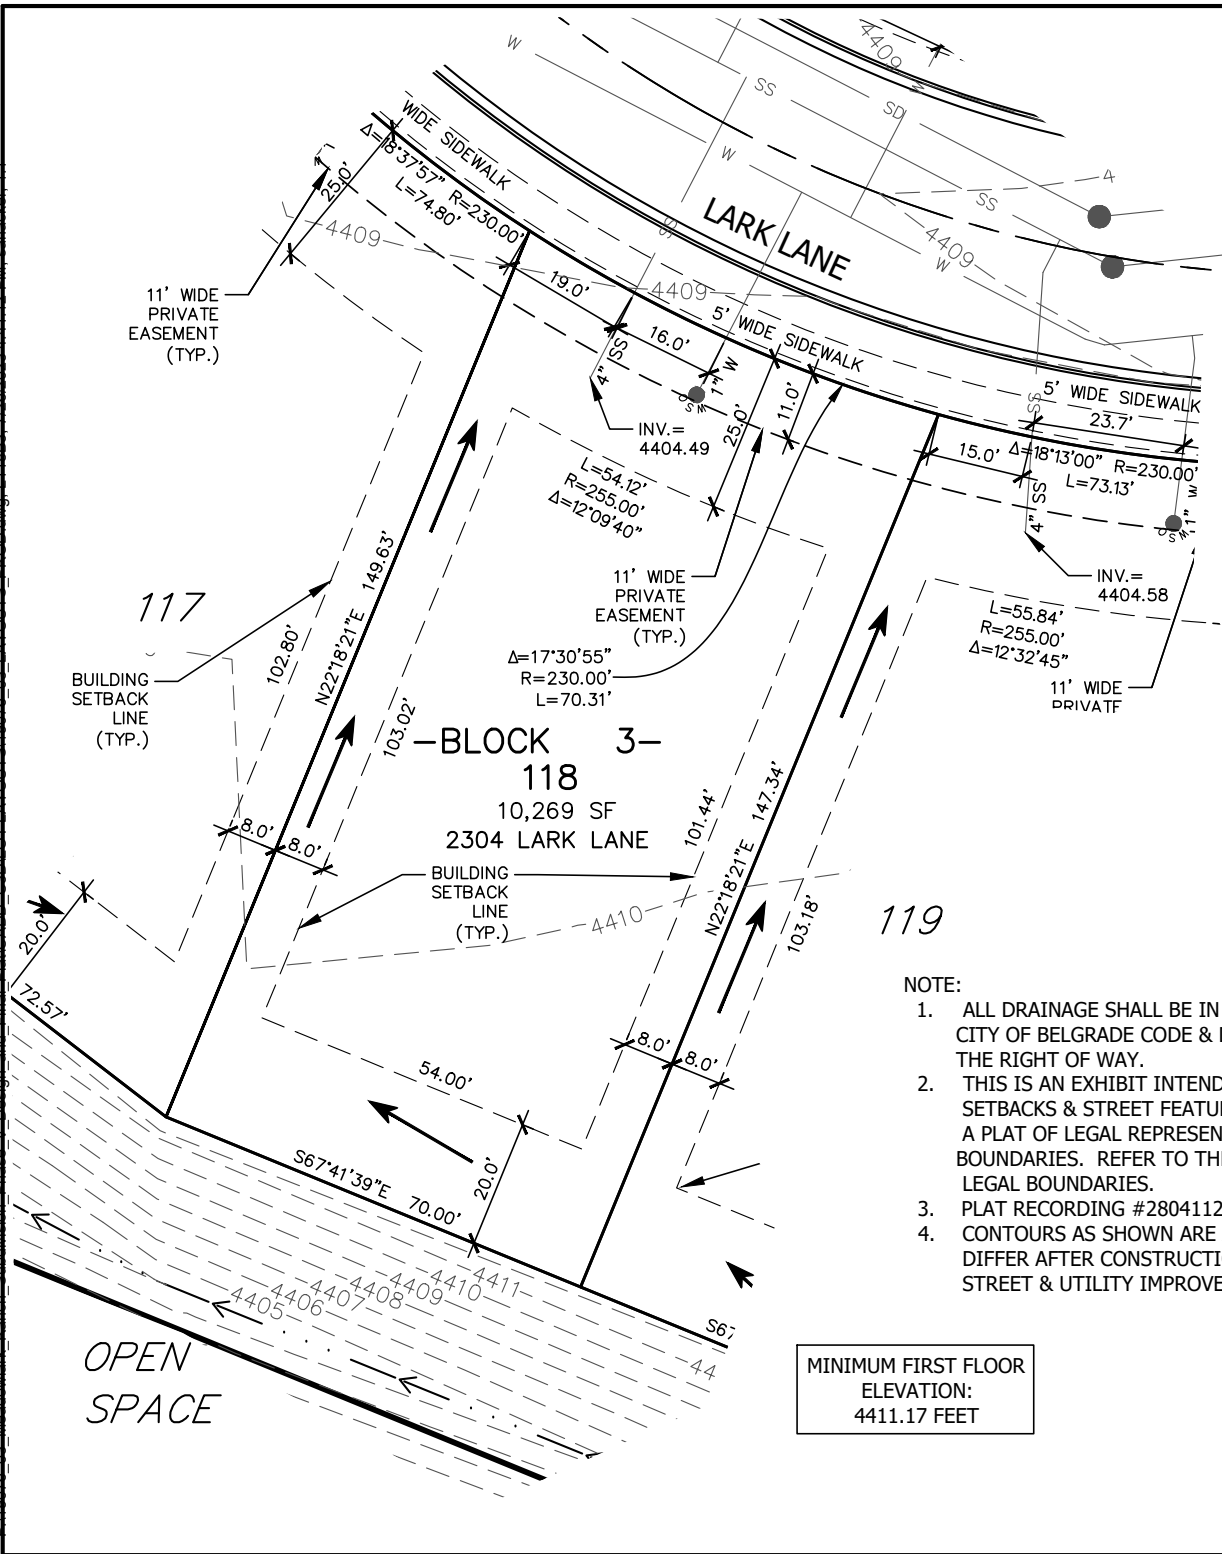 W
SS
SD
4409
W
W
SS
4
SS
4409
W
SS
LARK LANE
WIDE SIDEWALK
Δ=18°37'57" R=230.00'
L=74.80'
25.0'
4409
11' WIDE
PRIVATE
EASEMENT
(TYP.)
19.0'
4409
16.0'
5' WIDE SIDEWALK
4" SS
1" W
25.0'
11.0'
INV.=
4404.49
L=54.12'
R=255.00'
Δ=12°09'40"
5' WIDE SIDEWALK
SS
23.7'
15.0'
Δ=18°13'00" R=230.00'
L=73.13'
4" SS
1" W
INV.=
4404.58
L=55.84'
R=255.00'
Δ=12°32'45"
11' WIDE
PRIVATE
11' WIDE
PRIVATE
EASEMENT
(TYP.)
Δ=17°30'55"
R=230.00'
L=70.31'
117
BUILDING
SETBACK
LINE
(TYP.)
102.80'
N22°18'21"E 149.63'
103.02'
-BLOCK 3-
118
10,269 SF
2304 LARK LANE
BUILDING
SETBACK
LINE
(TYP.)
101.44'
N22°18'21"E 147.34'
103.18'
8.0'
8.0'
4410
119
20.0'
72.57'
8.0'
8.0'
54.00'
20.0'
S67°41'39"E 70.00'
S67
4411
4410
4409
4408
4407
4406
4405
44
OPEN
SPACE
NOTE:
1. ALL DRAINAGE SHALL BE IN
CITY OF BELGRADE CODE &
THE RIGHT OF WAY.
2. THIS IS AN EXHIBIT INTEND
SETBACKS & STREET FEATU
A PLAT OF LEGAL REPRESEN
BOUNDARIES. REFER TO TH
LEGAL BOUNDARIES.
3. PLAT RECORDING #2804112
4. CONTOURS AS SHOWN ARE
DIFFER AFTER CONSTRUCTI
STREET & UTILITY IMPROVE
MINIMUM FIRST FLOOR
ELEVATION:
4411.17 FEET